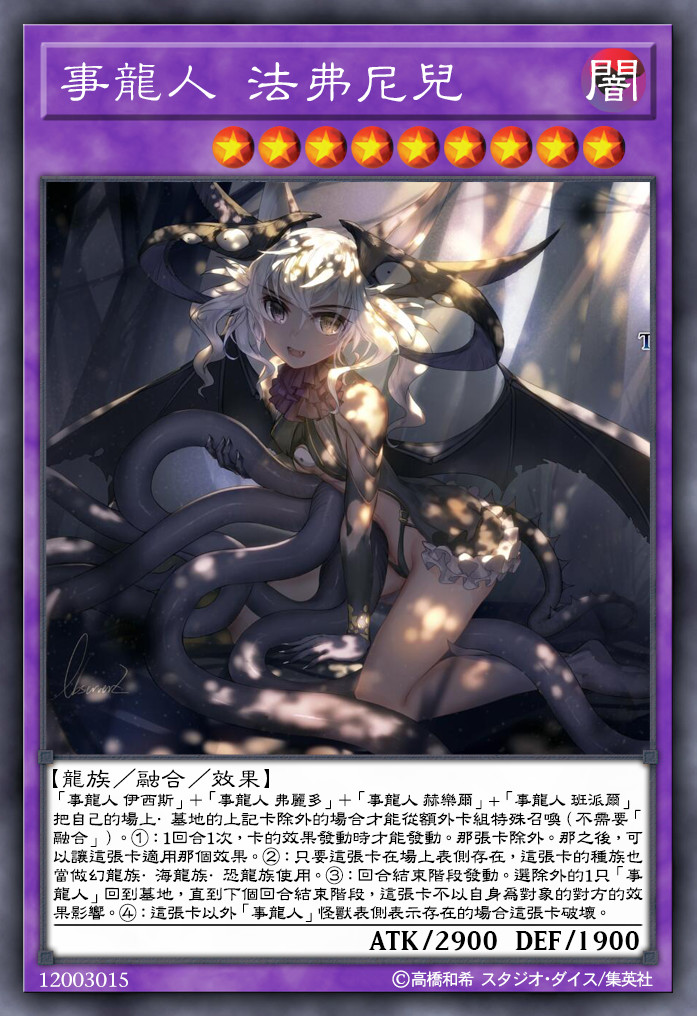 事龍人 法弗尼兒
闇
【龍族／融合／效果】
「事龍人 伊西斯」＋「事龍人 弗麗多」＋「事龍人 赫樂爾」＋「事龍人 班派爾」
把自己的場上·墓地的上記卡除外的場合才能從額外卡組特殊召喚（不需要「
融合」）。①：1回合1次，卡的效果發動時才能發動。那張卡除外。那之後，可
以讓這張卡適用那個效果。②：只要這張卡在場上表側存在，這張卡的種族也
當做幻龍族·海龍族·恐龍族使用。③：回合結束階段發動。選除外的1只「事
龍人」回到墓地，直到下個回合結束階段，這張卡不以自身為對象的對方的效
果影響。④：這張卡以外「事龍人」怪獸表側表示存在的場合這張卡破壞。
ATK/2900 DEF/1900
12003015 ©高橋和希 スタジオ・ダイス/集英社